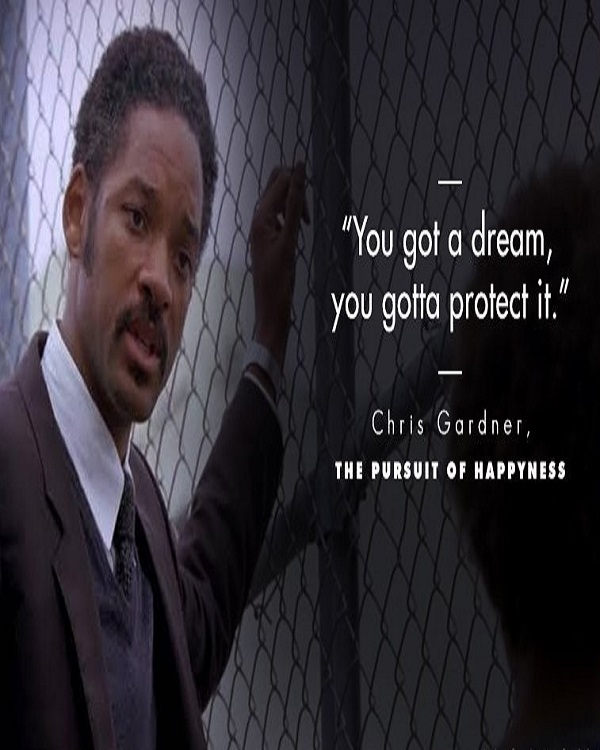 “You got a dream,
you gotta protect it.”
Chris Gardner,
THE PURSUIT OF HAPPYNESS